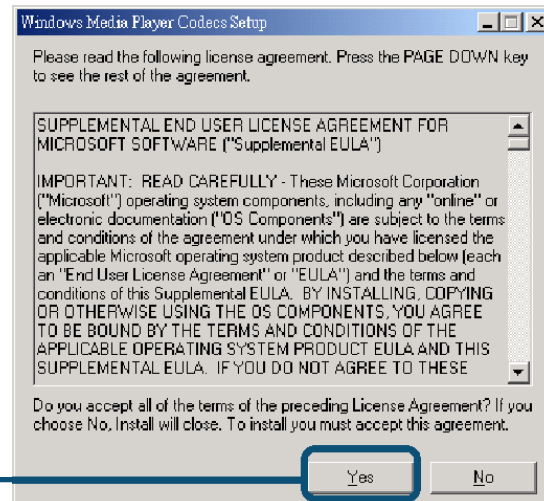 Windows Media Player Codecs Setup
Please read the following license agreement. Press the PAGE DOWN key
to see the rest of the agreement.
SUPPLEMENTAL END USER LICENSE AGREEMENT FOR
MICROSOFT SOFTWARE ("Supplemental EULA")
IMPORTANT:  READ CAREFULLY - These Microsoft Corporation
("Microsoft") operating system components, including any "online" or
electronic documentation ("OS Components") are subject to the terms
and conditions of the agreement under which you have licensed the
applicable Microsoft operating system product described below (each
an "End User License Agreement" or "EULA") and the terms and
conditions of this Supplemental EULA.  BY INSTALLING, COPYING
OR OTHERWISE USING THE OS COMPONENTS, YOU AGREE
TO BE BOUND BY THE TERMS AND CONDITIONS OF THE
APPLICABLE OPERATING SYSTEM PRODUCT EULA AND THIS
SUPPLEMENTAL EULA.  IF YOU DO NOT AGREE TO THESE
Do you accept all of the terms of the preceding License Agreement? If you
choose No, Install will close. To install you must accept this agreement.
Yes
No